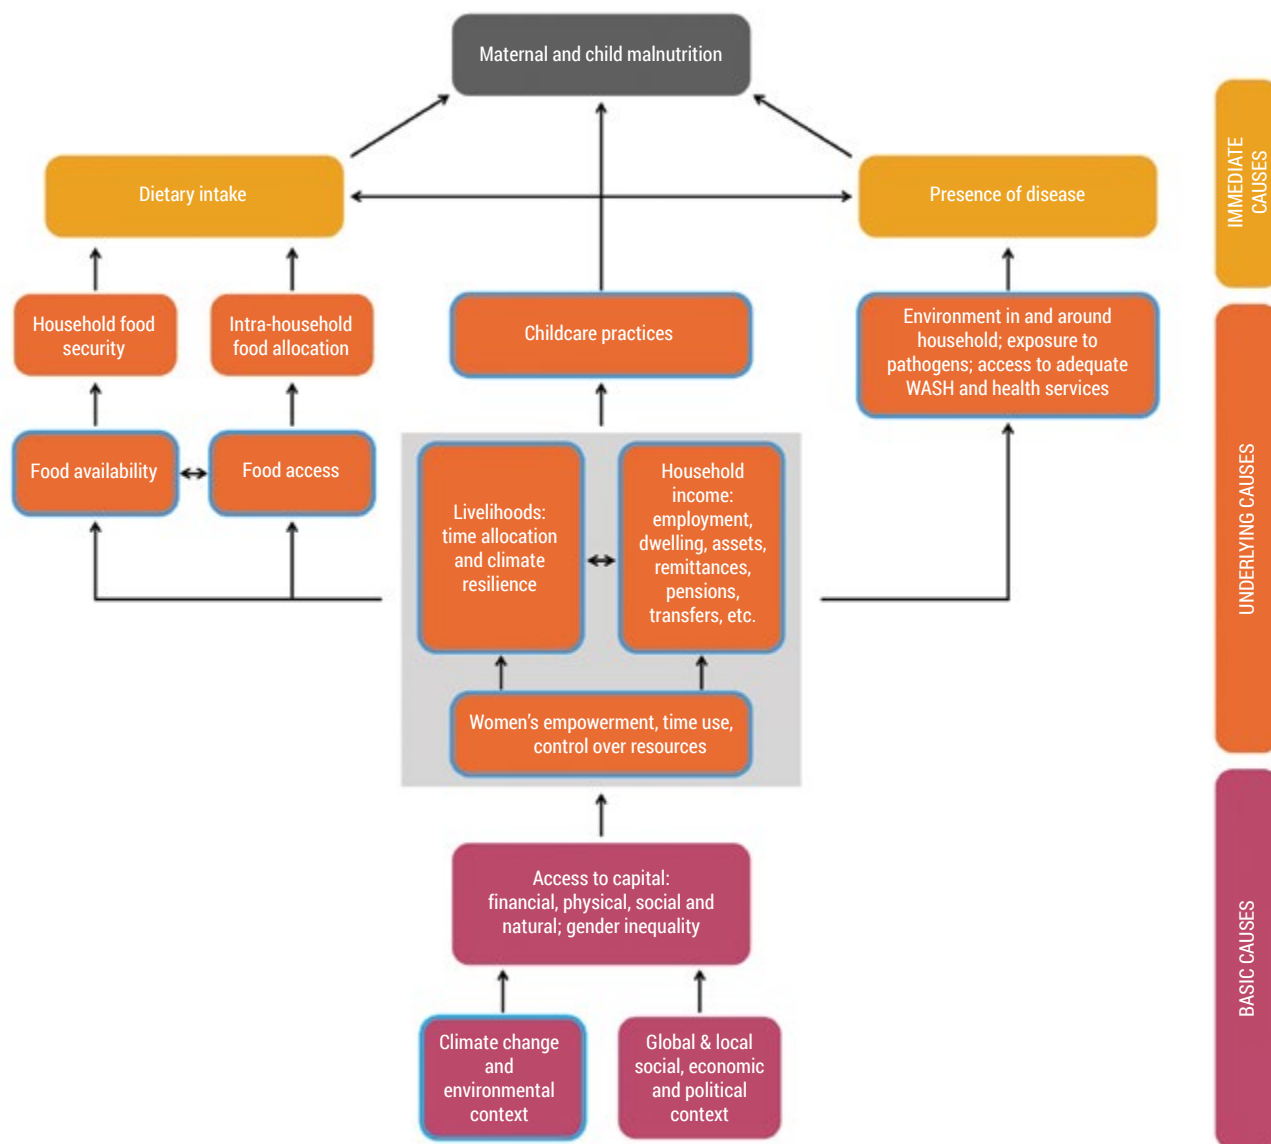 Maternal and child malnutrition
Dietary intake
Presence of disease
IMMEDIATE
CAUSES
Household food
security
Intra-household
food allocation
Childcare practices
Environment in and around
household; exposure to
pathogens; access to adequate
WASH and health services
Food availability
Food access
Livelihoods:
time allocation
and climate
resilience
Household
income:
employment,
dwelling, assets,
remittances,
pensions,
transfers, etc.
Women’s empowerment, time use,
control over resources
UNDERLYING CAUSES
Access to capital:
financial, physical, social and
natural; gender inequality
Climate change
and
environmental
context
Global & local
social, economic
and political
context
BASIC CAUSES